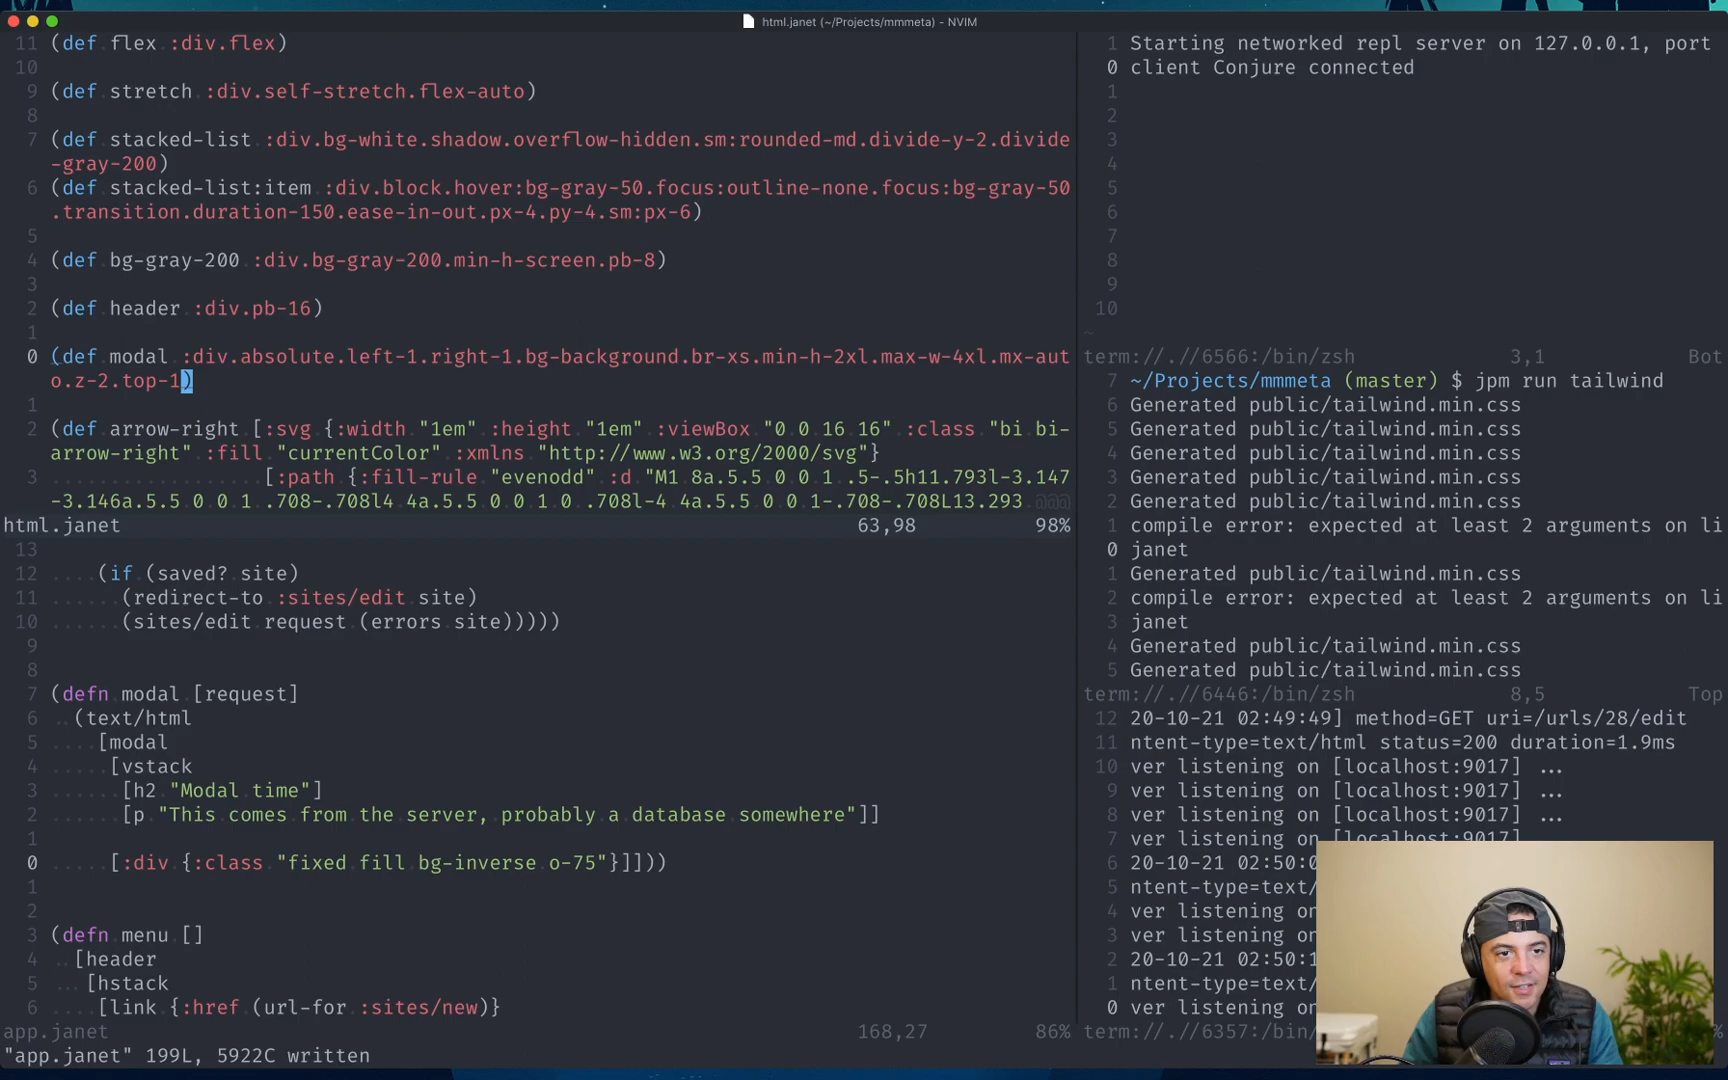 html.janet (~/Projects/mmmeta) - NVIM
11 (def flex :div.flex)
10
9 (def stretch :div.self-stretch.flex-auto)
8
7 (def stacked-list :div.bg-white.shadow.overflow-hidden.sm:rounded-md.divide-y-2.divide
-gray-200)
6 (def stacked-list:item :div.block.hover:bg-gray-50.focus:outline-none.focus:bg-gray-50
.transition.duration-150.ease-in-out.px-4.py-4.sm:px-6)
5
4 (def bg-gray-200 :div.bg-gray-200.min-h-screen.pb-8)
3
2 (def header :div.pb-16)
1
0 (def modal :div.absolute.left-1.right-1.bg-background.br-xs.min-h-2xl.max-w-4xl.mx-aut
o.z-2.top-1)
1
2 (def arrow-right [:svg {:width "1em" :height "1em" :viewBox "0 0 16 16" :class "bi bi-
arrow-right" :fill "currentColor" :xmlns "http://www.w3.org/2000/svg"}
3 .................. [:path {:fill-rule "evenodd" :d "M1 8a.5.5 0 0 1 .5-.5h11.793l-3.147
-3.146a.5.5 0 0 1 .708-.708l4 4a.5.5 0 0 1 0 .708l-4 4a.5.5 0 0 1-.708-.708L13.293 @@@
html.janet 63,98 98%
13
12 .... (if (saved? site)
11 ...... (redirect-to :sites/edit site)
10 ...... (sites/edit request (errors site)))))
9
8
7 (defn modal [request]
6 .. (text/html
5 .... [modal
4 ..... [vstack
3 ...... [h2 "Modal time"]
2 ...... [p "This comes from the server, probably a database somewhere"]]
1
0 ..... [:div {:class "fixed fill bg-inverse o-75"}]]))
1
2
3 (defn menu []
4 .. [header
5 ... [hstack
6 .... [link {:href (url-for :sites/new)}
app.janet 168,27 86%
"app.janet" 199L, 5922C written
1 Starting networked repl server on 127.0.0.1, port
0 client Conjure connected
1
2
3
4
5
6
7
8
9
10
~
term://.//6566:/bin/zsh 3,1 Bot
7 ~/Projects/mmmeta (master) $ jpm run tailwind
6 Generated public/tailwind.min.css
5 Generated public/tailwind.min.css
4 Generated public/tailwind.min.css
3 Generated public/tailwind.min.css
2 Generated public/tailwind.min.css
1 compile error: expected at least 2 arguments on li
0 janet
1 Generated public/tailwind.min.css
2 compile error: expected at least 2 arguments on li
3 janet
4 Generated public/tailwind.min.css
5 Generated public/tailwind.min.css
term://.//6446:/bin/zsh 8,5 Top
12 20-10-21 02:49:49] method=GET uri=/urls/28/edit
11 ntent-type=text/html status=200 duration=1.9ms
10 ver listening on [localhost:9017] ...
9 ver listening on [localhost:9017] ...
8 ver listening on [localhost:9017] ...
7 ver listening on [localhost:9017] ...
6 20-10-21 02:50:
5 ntent-type=text/
4 ver listening on
3 ver listening on
2 20-10-21 02:50:1
1 ntent-type=text/
0 ver listening on
term://.//6357:/bin/